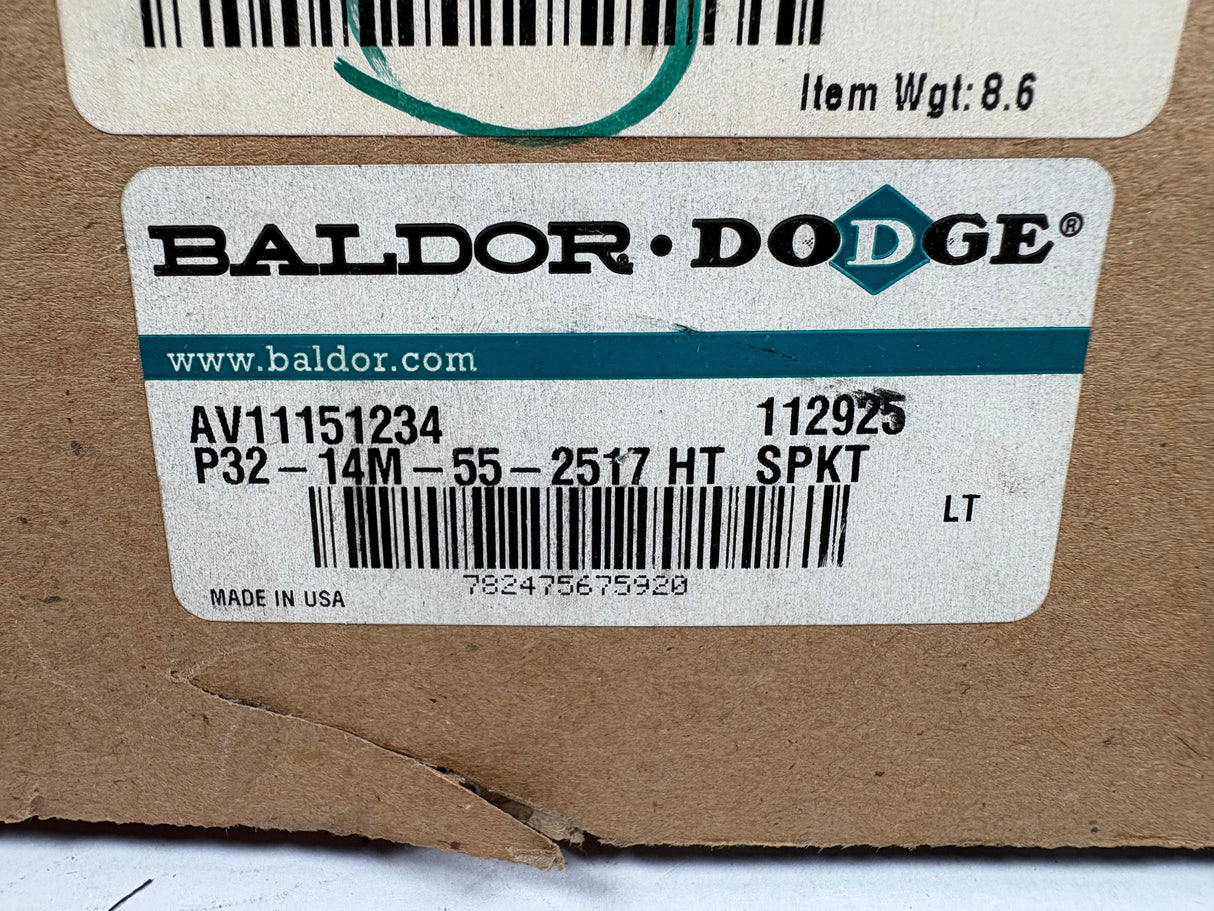 Item Wgt: 8.6
BALDOR® • DODGE®
www.baldor.com
AV11151234 112925
P32-14M-55-2517 HT SPKT
LT
782475675920
MADE IN USA